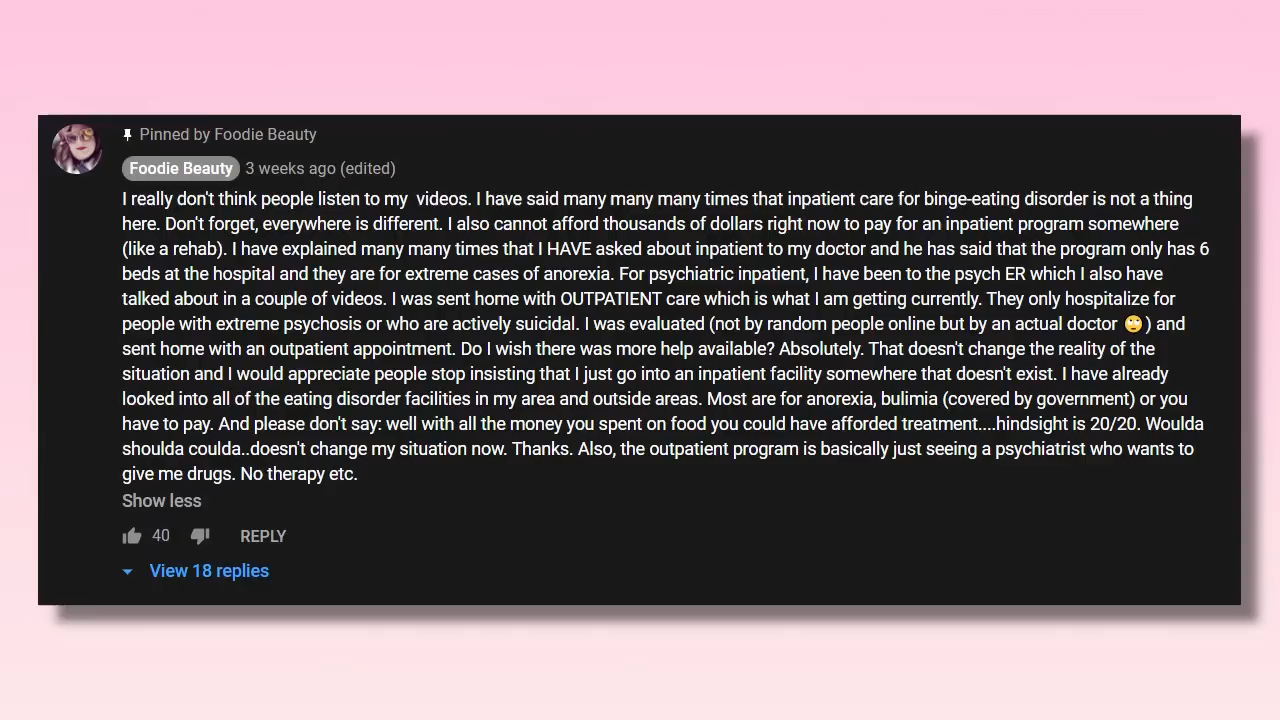 Pinned by Foodie Beauty
Foodie Beauty 3 weeks ago (edited)
I really don't think people listen to my  videos. I have said many many many times that inpatient care for binge-eating disorder is not a thing
here. Don't forget, everywhere is different. I also cannot afford thousands of dollars right now to pay for an inpatient program somewhere
(like a rehab). I have explained many many times that I HAVE asked about inpatient to my doctor and he has said that the program only has 6
beds at the hospital and they are for extreme cases of anorexia. For psychiatric inpatient, I have been to the psych ER which I also have
talked about in a couple of videos. I was sent home with OUTPATIENT care which is what I am getting currently. They only hospitalize for
people with extreme psychosis or who are actively suicidal. I was evaluated (not by random people online but by an actual doctor 🙄) and
sent home with an outpatient appointment. Do I wish there was more help available? Absolutely. That doesn't change the reality of the
situation and I would appreciate people stop insisting that I just go into an inpatient facility somewhere that doesn't exist. I have already
looked into all of the eating disorder facilities in my area and outside areas. Most are for anorexia, bulimia (covered by government) or you
have to pay. And please don't say: well with all the money you spent on food you could have afforded treatment....hindsight is 20/20. Woulda
shoulda coulda..doesn't change my situation now. Thanks. Also, the outpatient program is basically just seeing a psychiatrist who wants to
give me drugs. No therapy etc.
Show less
40 REPLY
View 18 replies